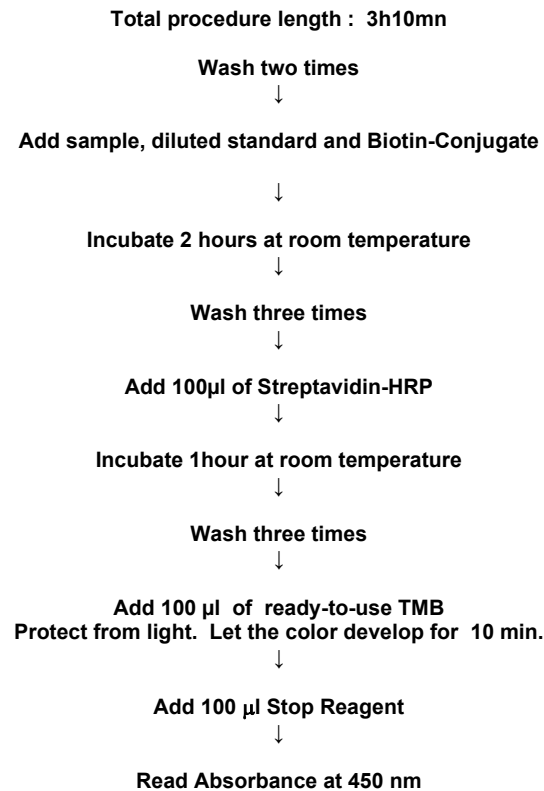 Total procedure length : 3h10mn
Wash two times
↓
Add sample, diluted standard and Biotin-Conjugate
↓
Incubate 2 hours at room temperature
↓
Wash three times
↓
Add 100µl of Streptavidin-HRP
↓
Incubate 1hour at room temperature
↓
Wash three times
↓
Add 100 µl of ready-to-use TMB
Protect from light. Let the color develop for 10 min.
↓
Add 100 µl Stop Reagent
↓
Read Absorbance at 450 nm